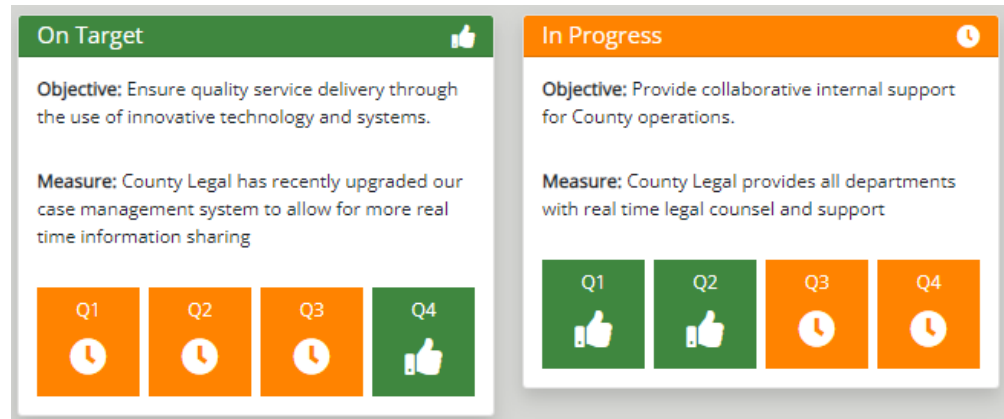 On Target
Objective: Ensure quality service delivery through
the use of innovative technology and systems.
Measure: County Legal has recently upgraded our
case management system to allow for more real
time information sharing
Q1 Q2 Q3 Q4
In Progress
Objective: Provide collaborative internal support
for County operations.
Measure: County Legal provides all departments
with real time legal counsel and support
Q1 Q2 Q3 Q4